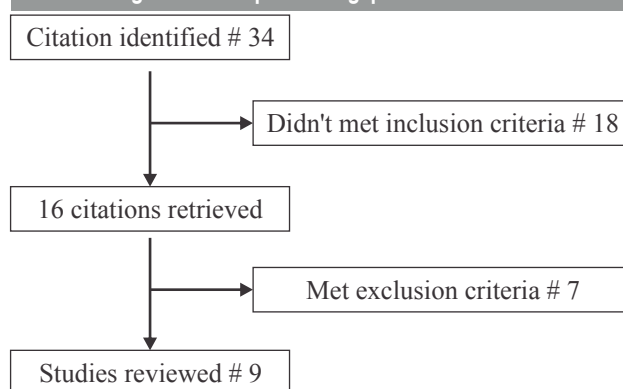 Citation identified # 34
Didn't met inclusion criteria # 18
16 citations retrieved
Met exclusion criteria # 7
Studies reviewed # 9